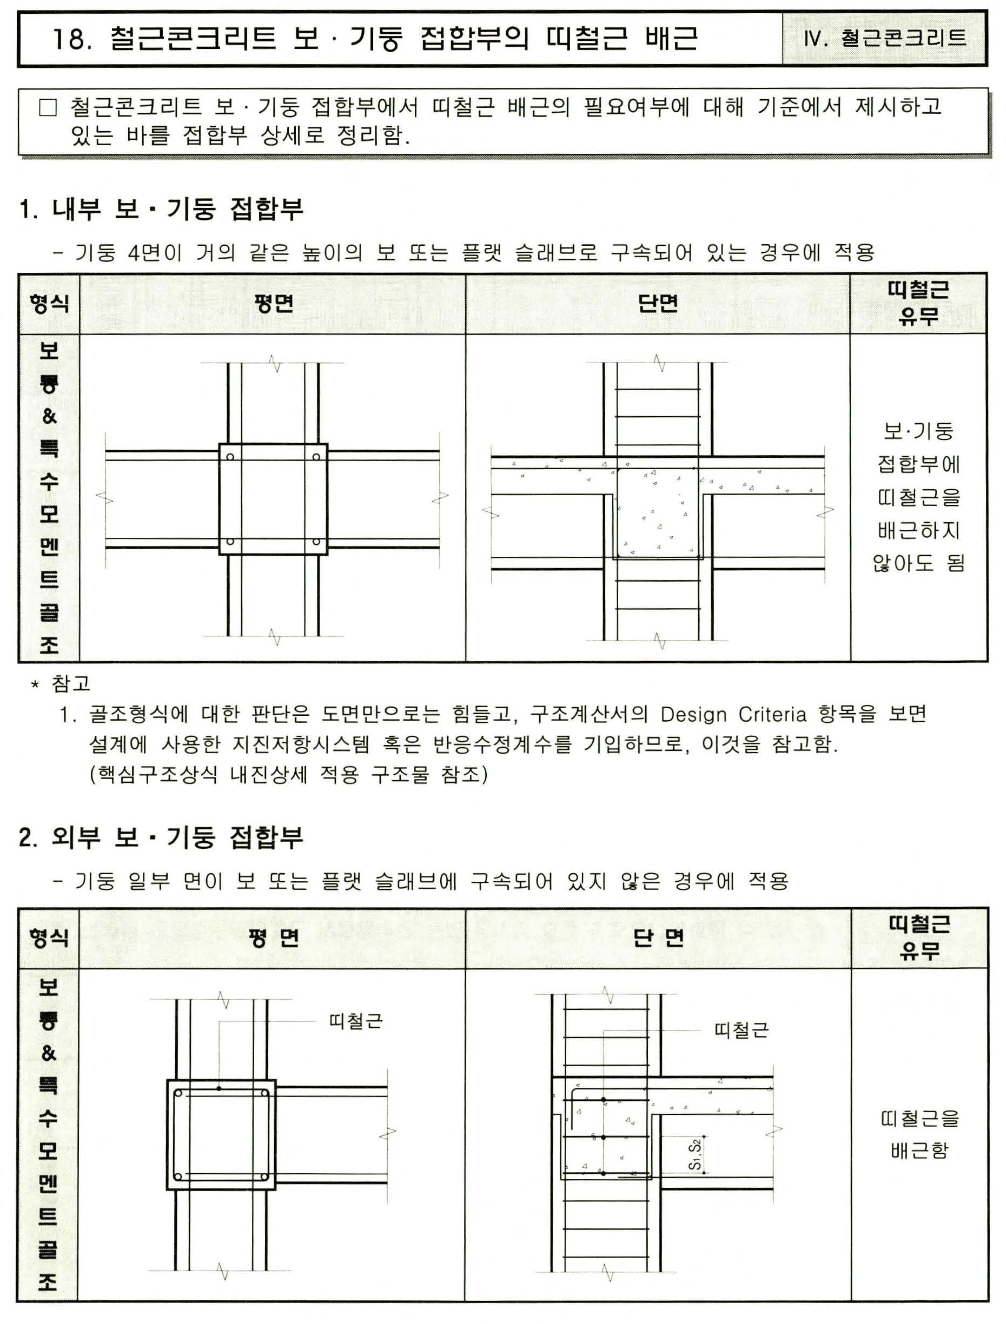 18. 철근콘크리트 보 · 기둥 접합부의 띠철근 배근
Ⅳ. 철근콘크리트
□ 철근콘크리트 보 · 기둥 접합부에서 띠철근 배근의 필요여부에 대해 기준에서 제시하고
있는 바를 접합부 상세로 정리함.
1. 내부 보 · 기둥 접합부
- 기둥 4면이 거의 같은 높이의 보 또는 플랫 슬래브로 구속되어 있는 경우에 적용
형식
평면
단면
띠철근
유무
보
통
&
특
수
모
멘
트
골
조
보·기둥
접합부에
띠철근을
배근하지
않아도 됨
* 참고
1. 골조형식에 대한 판단은 도면만으로는 힘들고, 구조계산서의 Design Criteria 항목을 보면
설계에 사용한 지진저항시스템 혹은 반응수정계수를 기입하므로, 이것을 참고함.
(핵심구조상식 내진상세 적용 구조물 참조)
2. 외부 보 · 기둥 접합부
- 기둥 일부 면이 보 또는 플랫 슬래브에 구속되어 있지 않은 경우에 적용
형식
평 면
단 면
띠철근
유무
보
통
&
특
수
모
멘
트
골
조
띠철근
띠철근
S1, S2
띠철근을
배근함